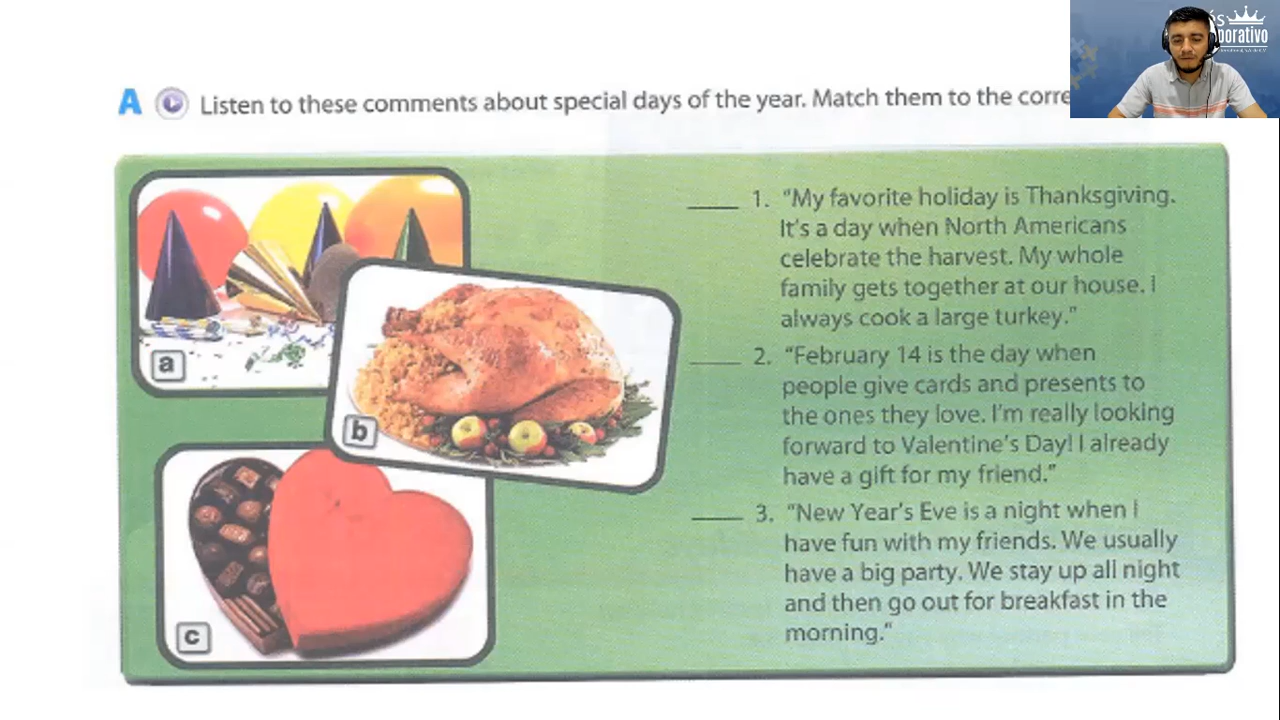 A Listen to these comments about special days of the year. Match them to the
a
b
c
____ 1. “My favorite holiday is Thanksgiving.
It’s a day when North Americans
celebrate the harvest. My whole
family gets together at our house. I
always cook a large turkey.”
____ 2. “February 14 is the day when
people give cards and presents to
the ones they love. I’m really looking
forward to Valentine’s Day! I already
have a gift for my friend.”
____ 3. “New Year’s Eve is a night when I
have fun with my friends. We usually
have a big party. We stay up all night
and then go out for breakfast in the
morning.”